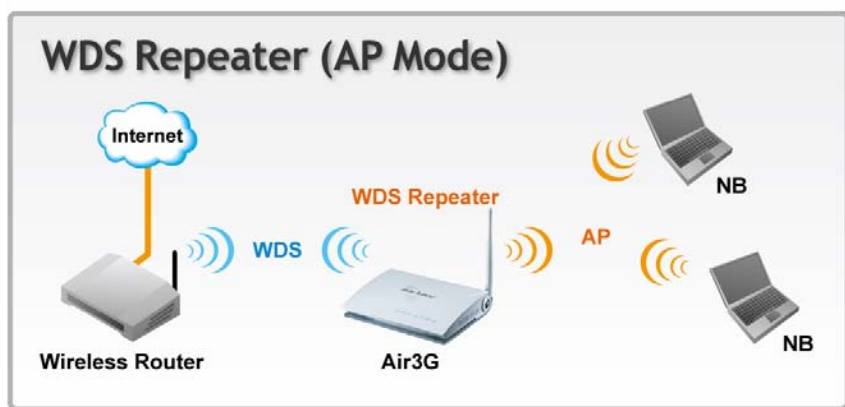 WDS Repeater (AP Mode)
Internet
WDS Repeater
NB
WDS
AP
Wireless Router
Air3G
NB